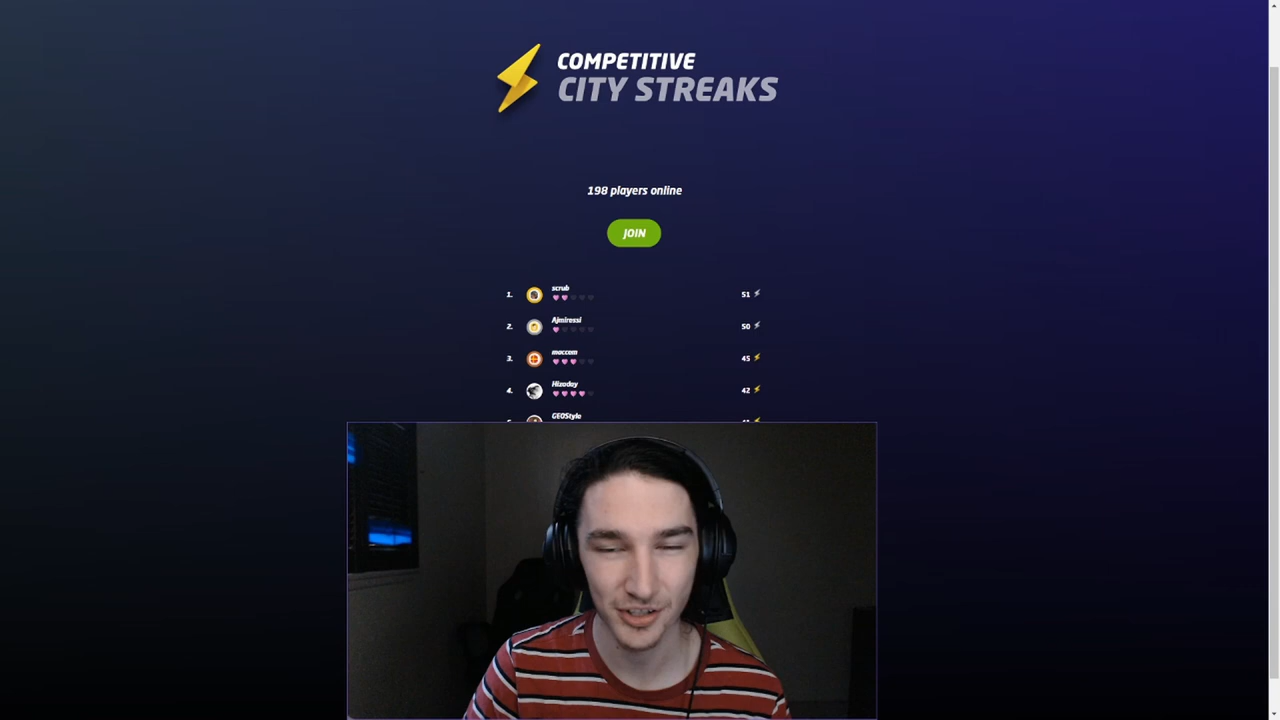 COMPETITIVE
CITY STREAKS
198 players online
JOIN
1. scrub 51
2. Ajmiressi 50
3. maccem 45
4. Hizoday 42
GEOStyle